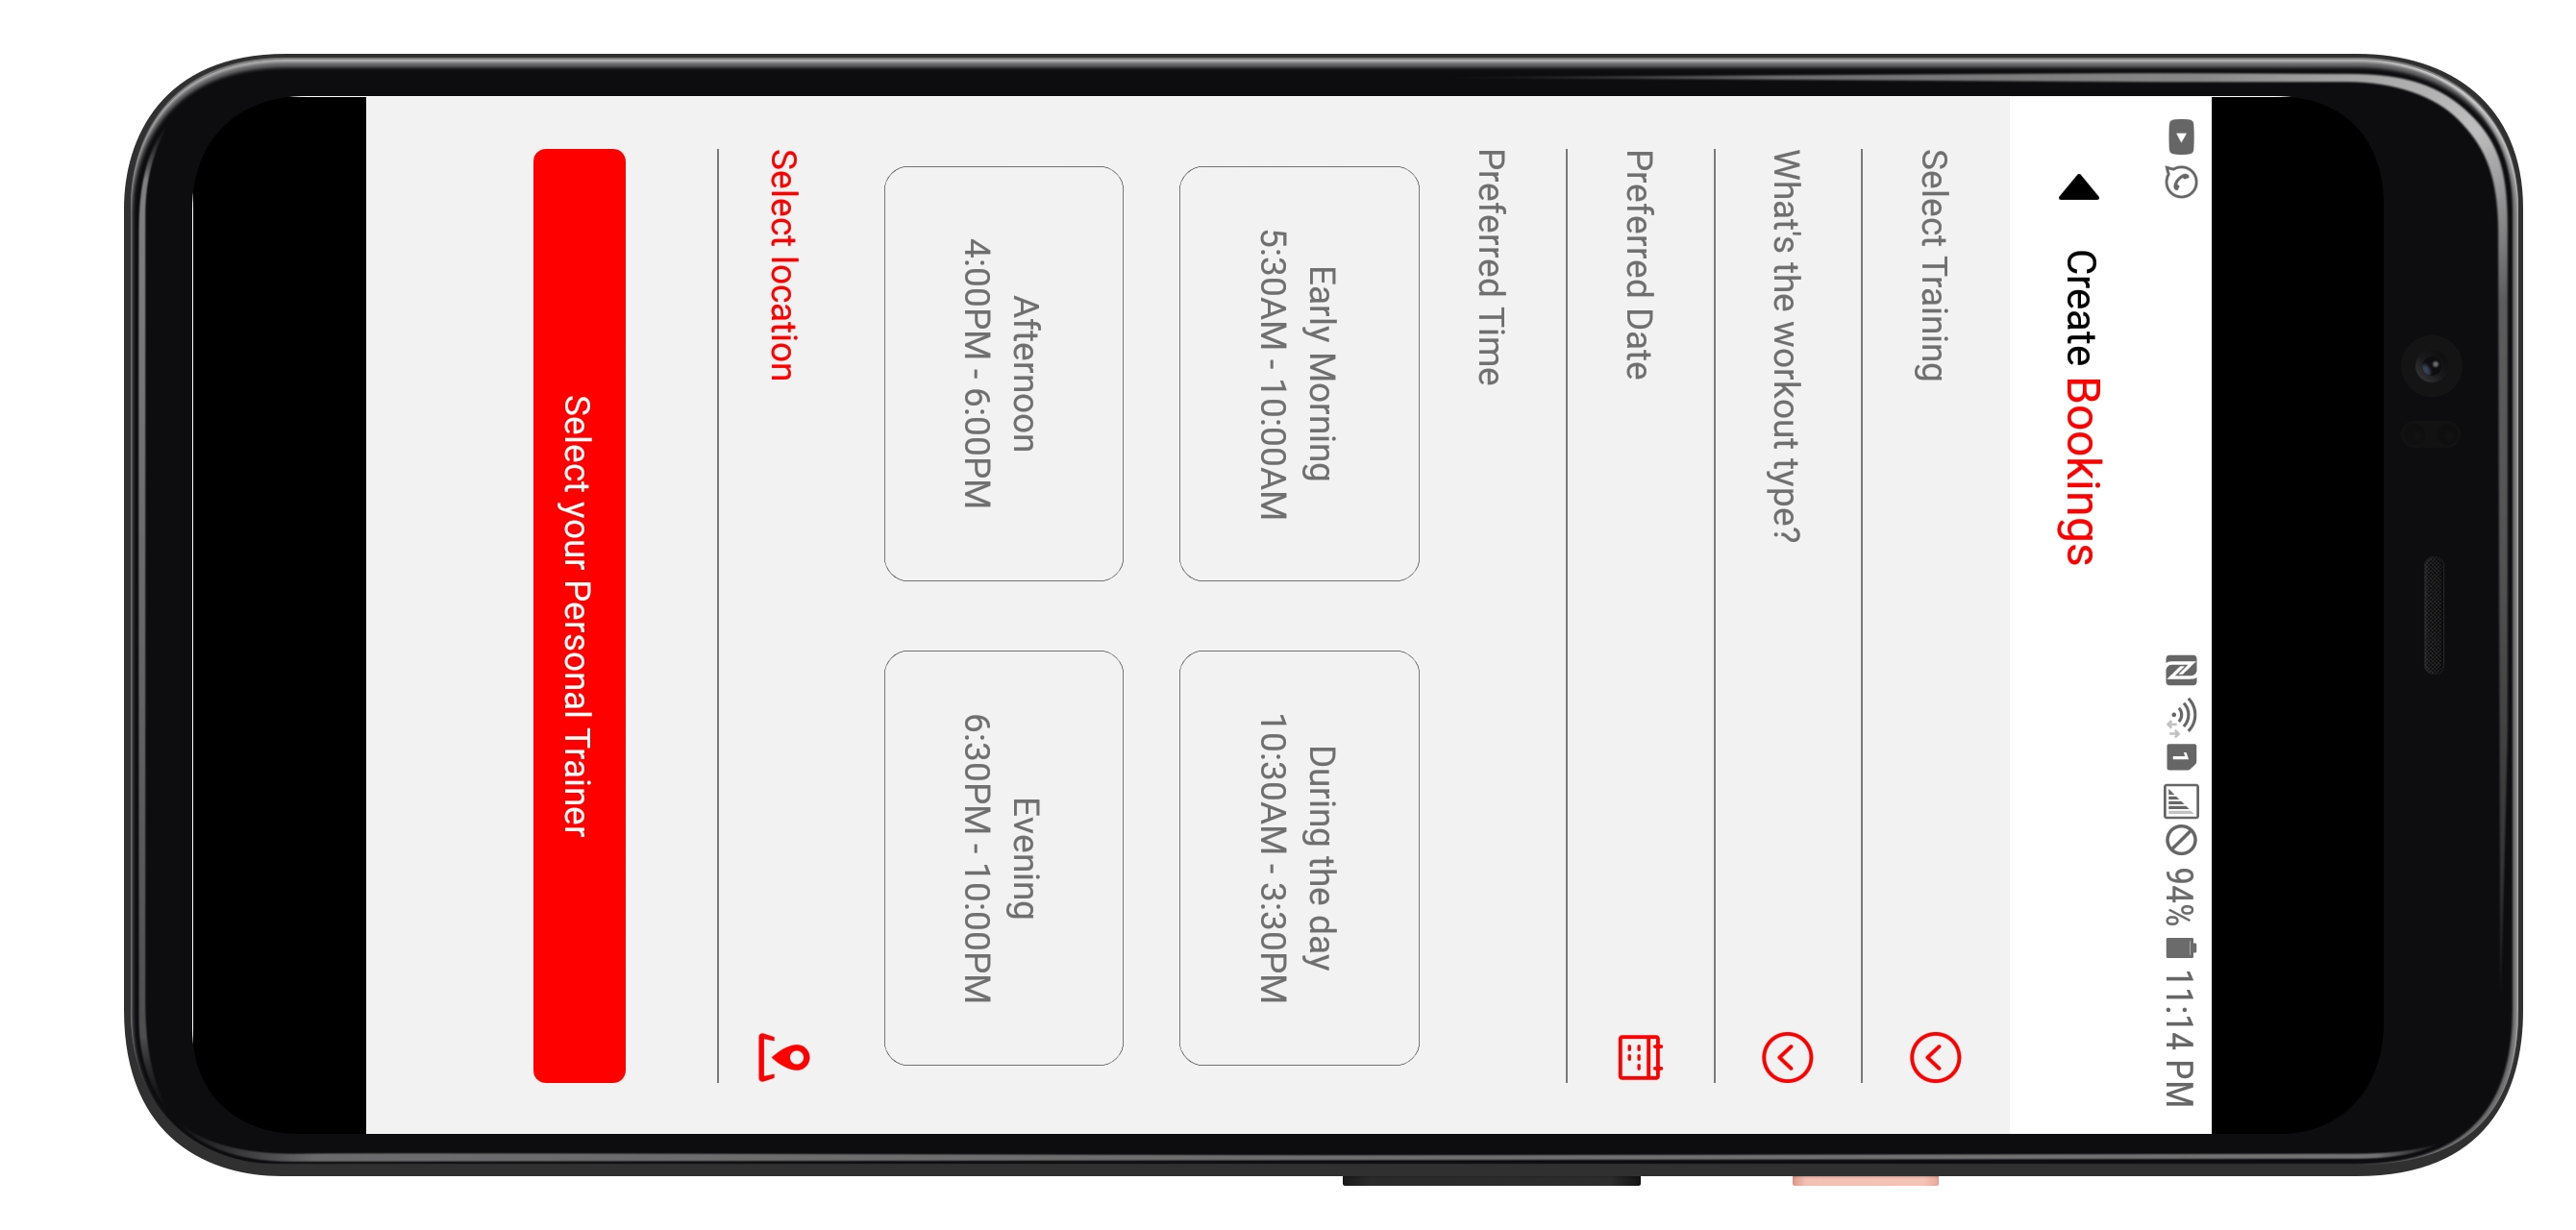 94% 11:14 PM
Create Bookings
Select Training
What's the workout type?
Preferred Date
Preferred Time
Early Morning
5:30AM - 10:00AM
During the day
10:30AM - 3:30PM
Afternoon
4:00PM - 6:00PM
Evening
6:30PM - 10:00PM
Select location
Select your Personal Trainer